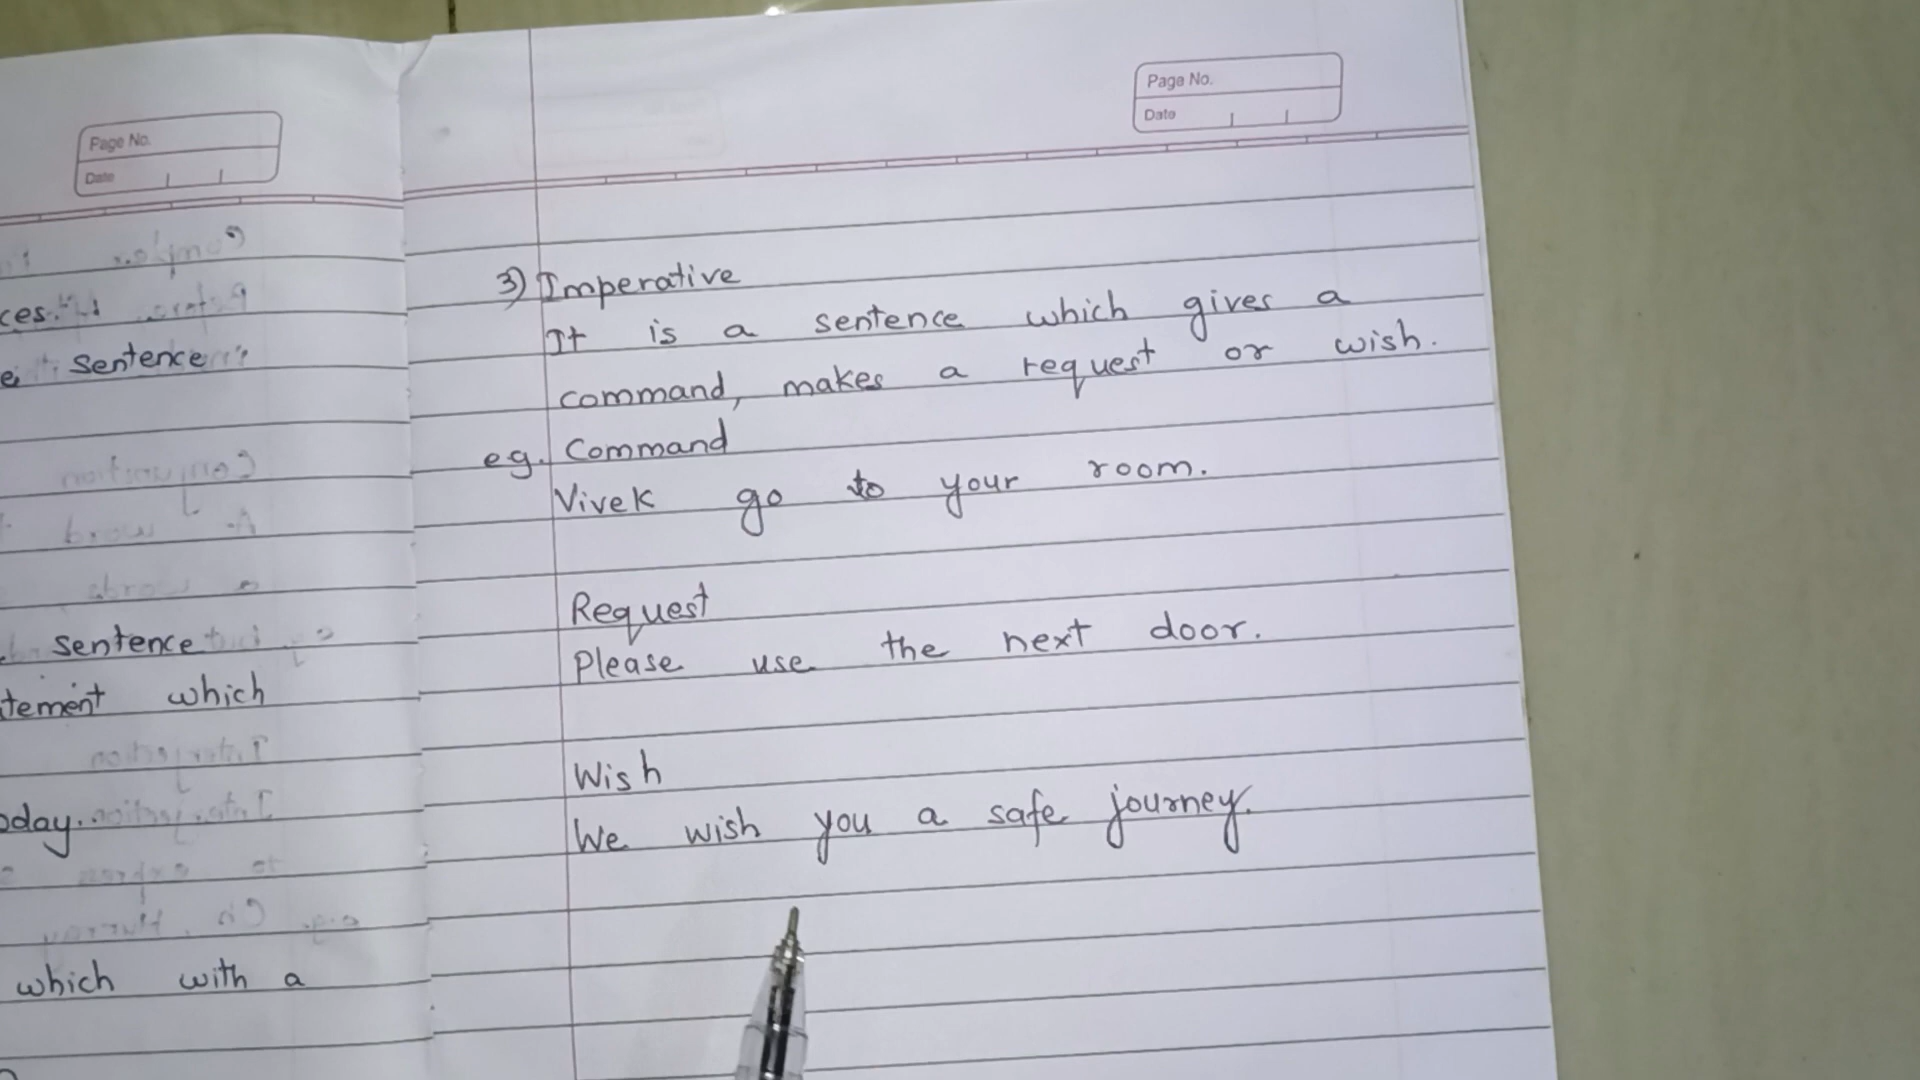 Page No.
Date
ces.
sentence
sentence
tement which
oday.
which with a
Page No.
Date
3) Imperative
It is a sentence which gives a
command, makes a request or wish.
eg. Command
Vivek go to your room.
Request
Please use the next door.
Wish
We wish you a safe journey.